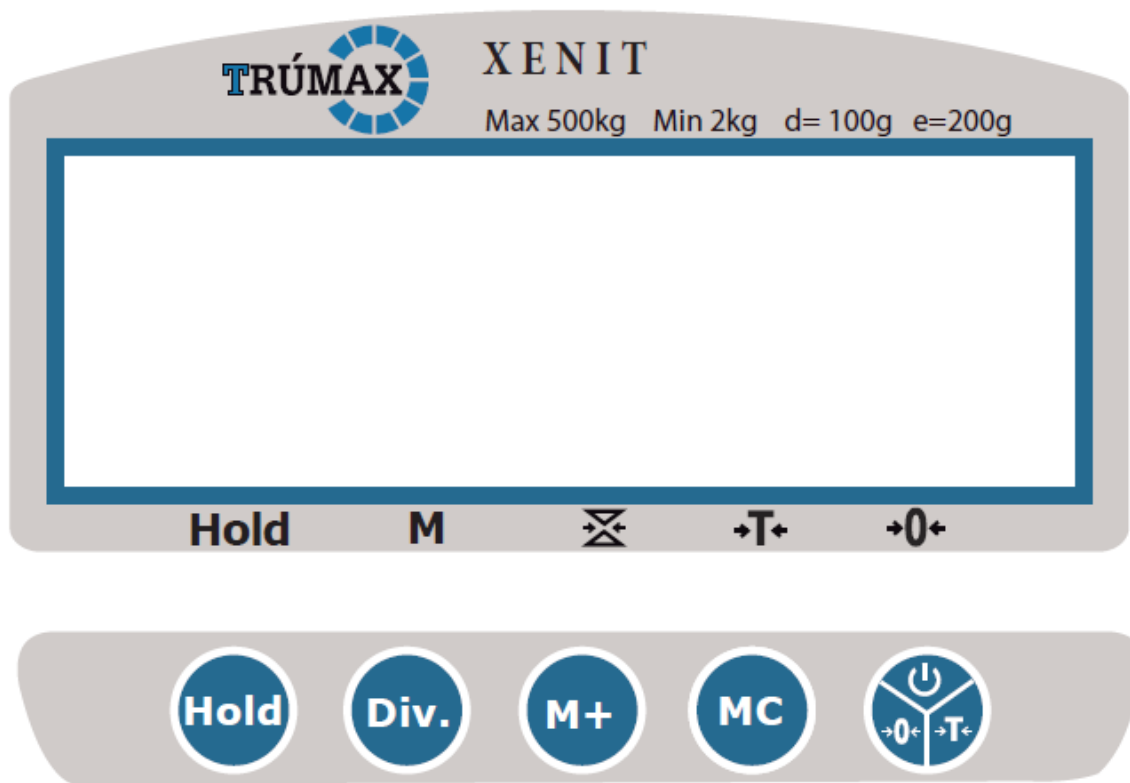 TRÚMAX
XENIT
Max 500kg Min 2kg d= 100g e=200g
Hold M →T← →0←
Hold Div. M+ MC →0← →T←